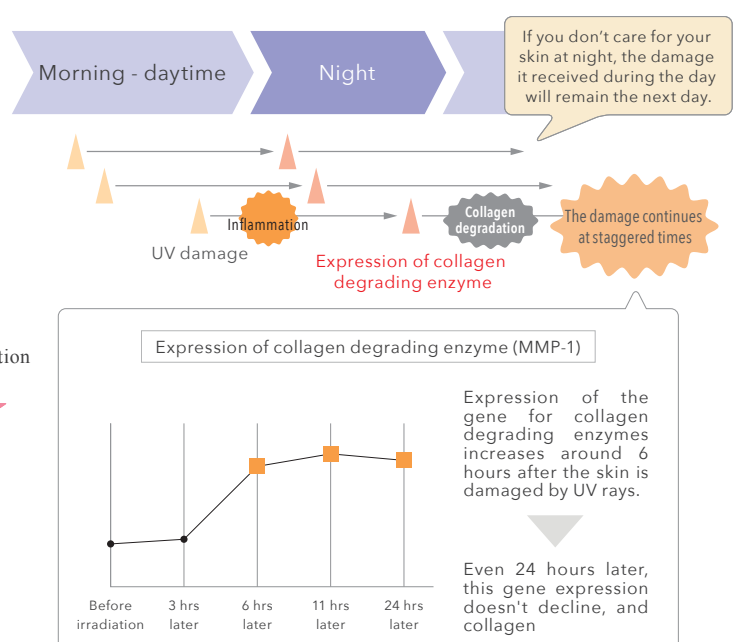 Morning - daytime
Night
If you don't care for your
skin at night, the damage
it received during the day
will remain the next day.
Inflammation
Collagen
degradation
The damage continues
at staggered times
UV damage
Expression of collagen
degrading enzyme
tion
Expression of collagen degrading enzyme (MMP-1)
Expression of the
gene for collagen
degrading enzymes
increases around 6
hours after the skin is
damaged by UV rays.
Even 24 hours later,
this gene expression
doesn't decline, and
collagen
Before
irradiation
3 hrs
later
6 hrs
later
11 hrs
later
24 hrs
later